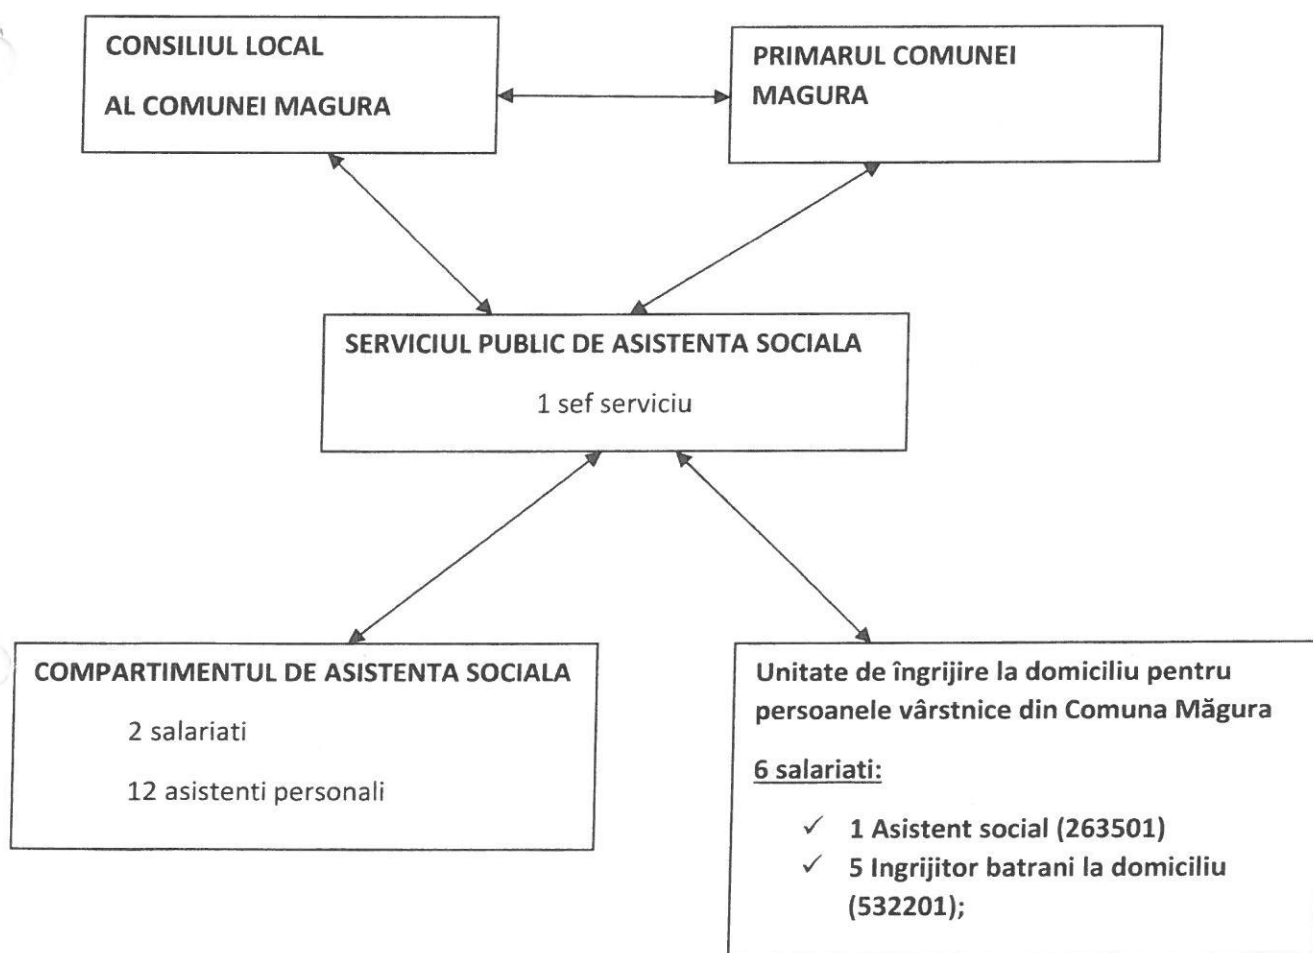 CONSILIUL LOCAL
AL COMUNEI MAGURA
PRIMARUL COMUNEI
MAGURA
SERVICIUL PUBLIC DE ASISTENTA SOCIALA
1 sef serviciu
COMPARTIMENTUL DE ASISTENTA SOCIALA
2 salariati
12 asistenti personali
Unitate de îngrijire la domiciliu pentru
persoanele vârstnice din Comuna Măgura
6 salariati:
✓ 1 Asistent social (263501)
✓ 5 Ingrijitor batrani la domiciliu
(532201);